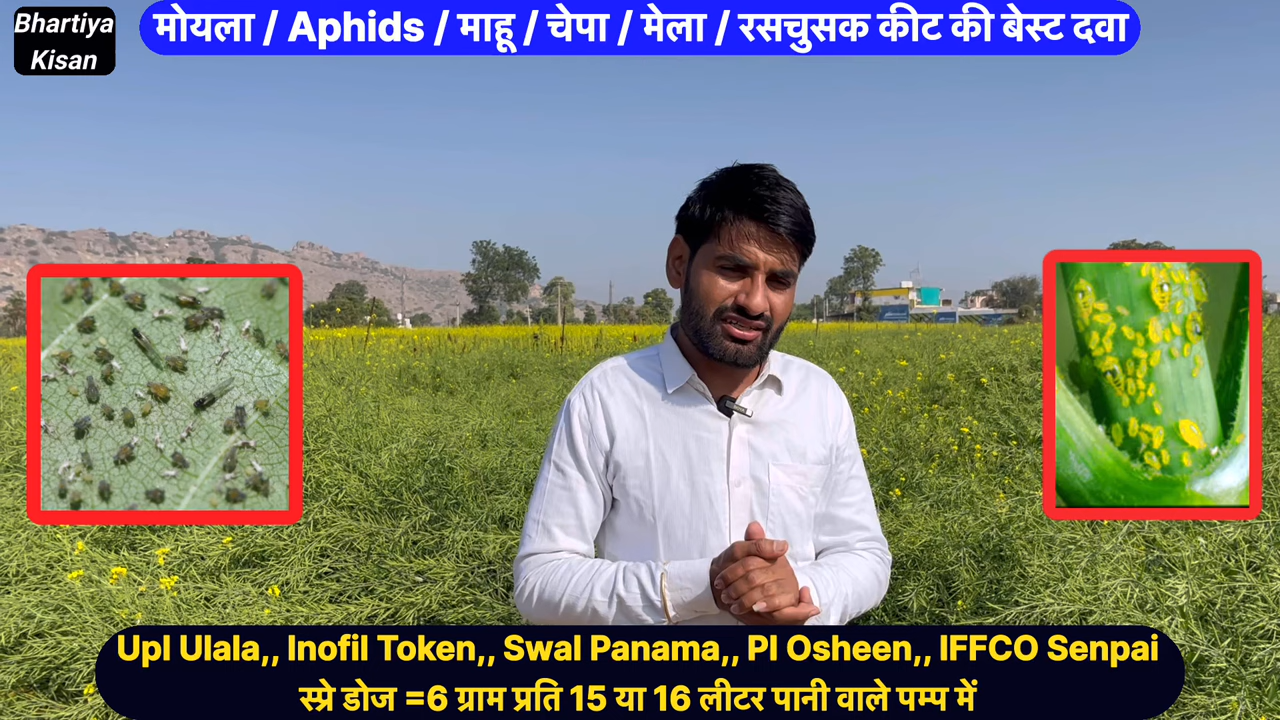 Bhartiya
Kisan
मोयला / Aphids / माहू / चेपा / मेला / रसचुसक कीट की बेस्ट दवा
Upl Ulala,, Inofil Token,, Swal Panama,, PI Osheen,, IFFCO Senpai
स्प्रे डोज =6 ग्राम प्रति 15 या 16 लीटर पानी वाले पम्प में